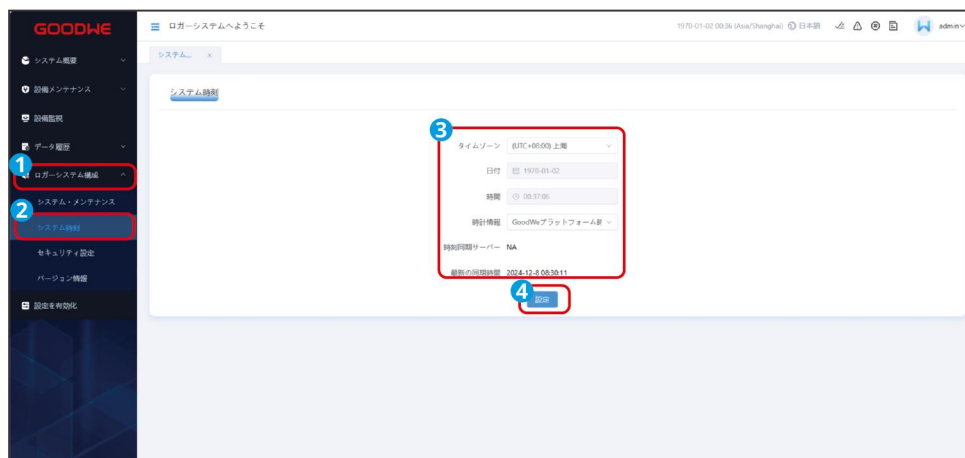 GOODWE
ロガーシステムへようこそ
1970-01-02 00:36 (Asia/Shanghai) 日本語 admin
システム...
システム概要
設備メンテナンス
設備監視
データ履歴
1
ロガーシステム構成
2
システム・メンテナンス
システム時刻
セキュリティ設定
バージョン情報
設定を有効化
システム時刻
3
タイムゾーン (UTC+08:00) 上海
日付 1970-01-02
時間 00:37:06
時計情報 GoodWeプラットフォーム
時刻同期サーバー NA
最新の同期時間 2024-12-8 08:30:11
4
設定